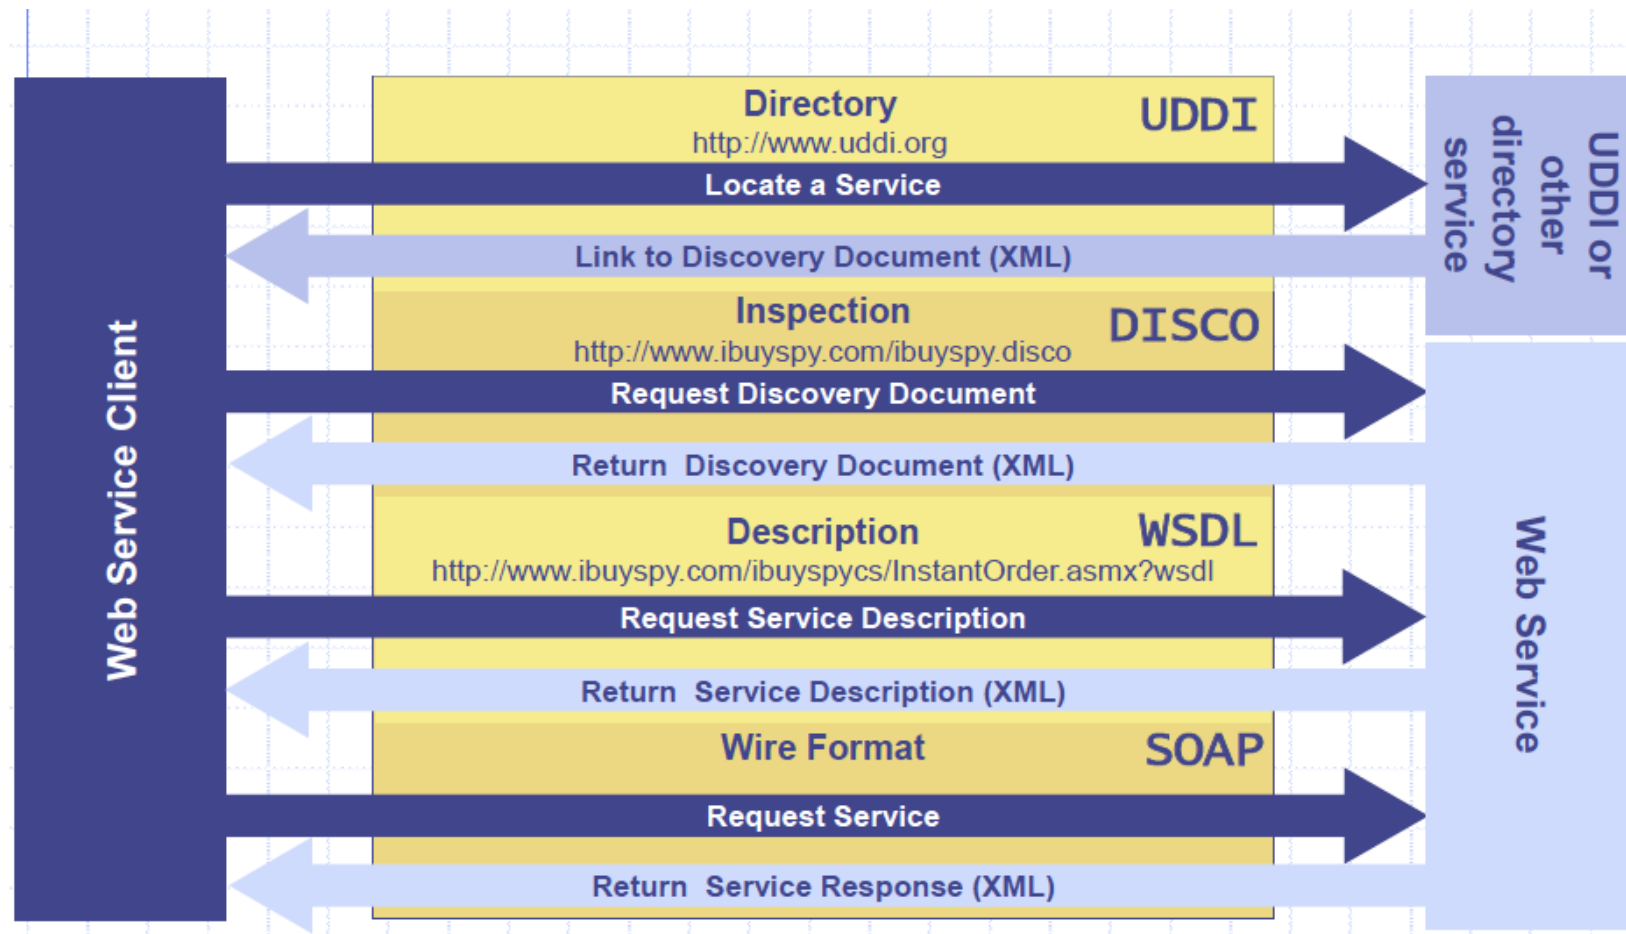 Web Service Client
Directory
UDDI
http://www.uddi.org
Locate a Service
Link to Discovery Document (XML)
UDDI or
other
directory
service
Inspection
DISCO
http://www.ibuyspy.com/ibuyspy.disco
Request Discovery Document
Return  Discovery Document (XML)
Description
WSDL
http://www.ibuyspy.com/ibuyspycs/InstantOrder.asmx?wsdl
Request Service Description
Return  Service Description (XML)
Wire Format
SOAP
Request Service
Return  Service Response (XML)
Web Service